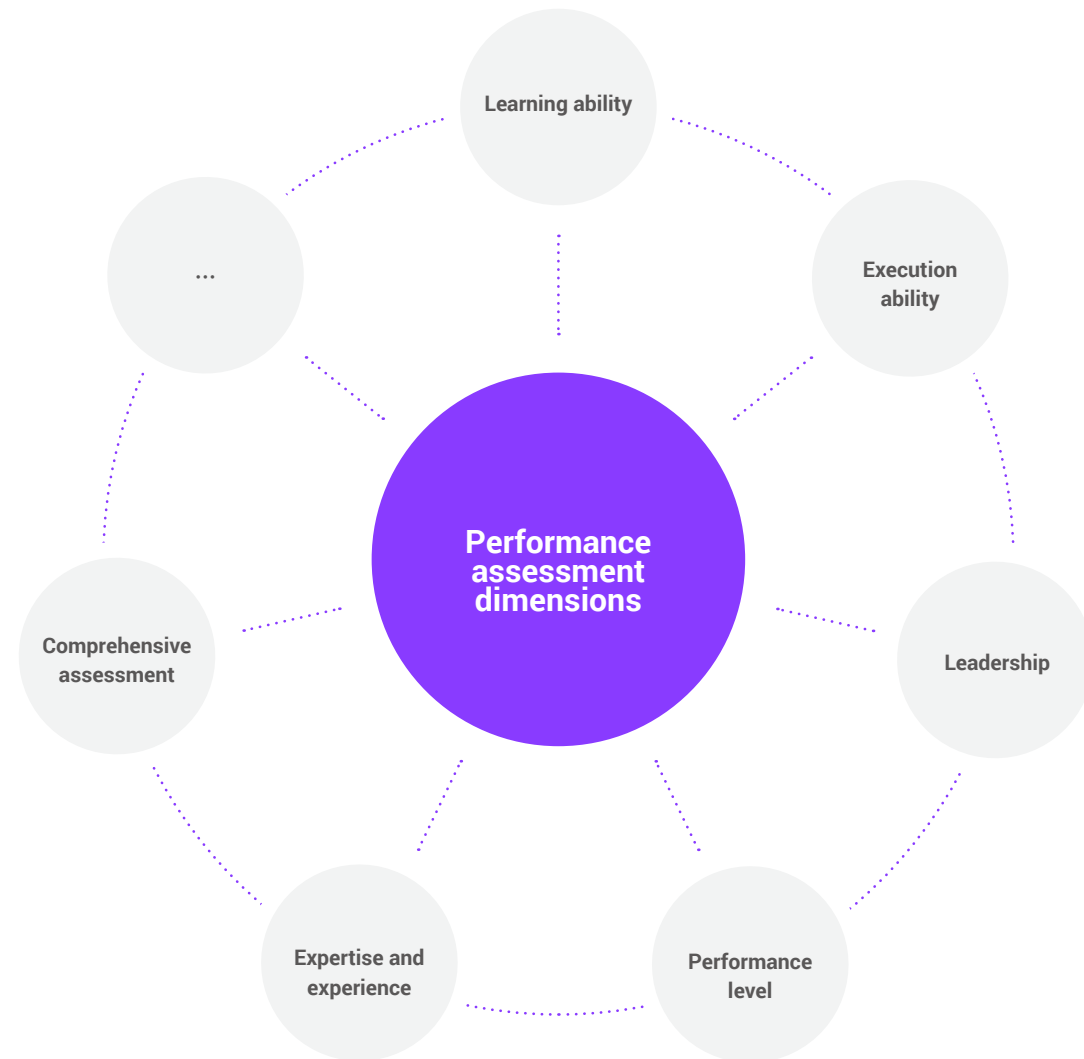 Learning ability
Execution
ability
...
Performance
assessment
dimensions
Comprehensive
assessment
Leadership
Expertise and
experience
Performance
level